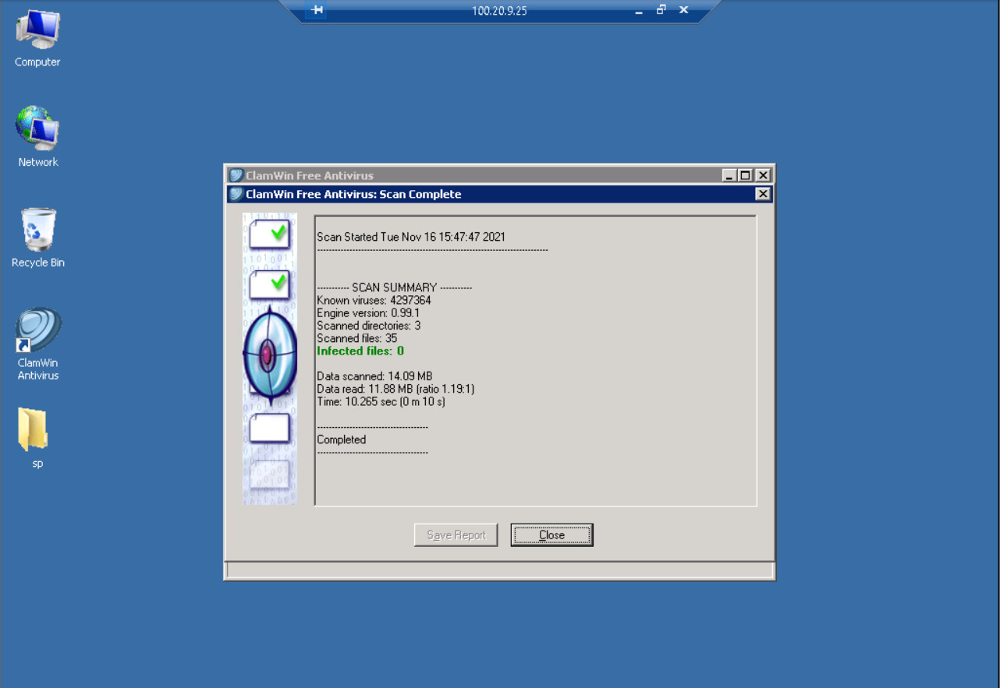 100.20.9.25
Computer
Network
Recycle Bin
ClamWin
Antivirus
sp
ClamWin Free Antivirus
ClamWin Free Antivirus: Scan Complete
Scan Started Tue Nov 16 15:47:47 2021
-------------------------------------------------------------------------------
---------- SCAN SUMMARY -----------
Known viruses: 4297364
Engine version: 0.99.1
Scanned directories: 3
Scanned files: 35
Infected files: 0
Data scanned: 14.09 MB
Data read: 11.88 MB (ratio 1.19:1)
Time: 10.265 sec (0 m 10 s)
--------------------------------------
Completed
--------------------------------------
Save Report
Close